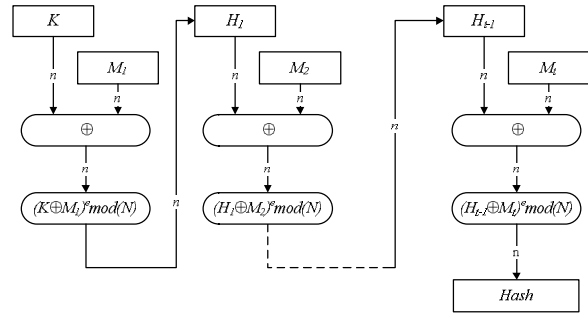 K
H₁
Hₜ₋₁
n
M₁
n
M₂
n
Mₜ
n
n
n
n
⊕
⊕
⊕
n
n
n
n
n
(K⊕M₁)ᵉmod(N)
(H₁⊕M₂)ᵉmod(N)
(Hₜ₋₁⊕Mₜ)ᵉmod(N)
n
Hash